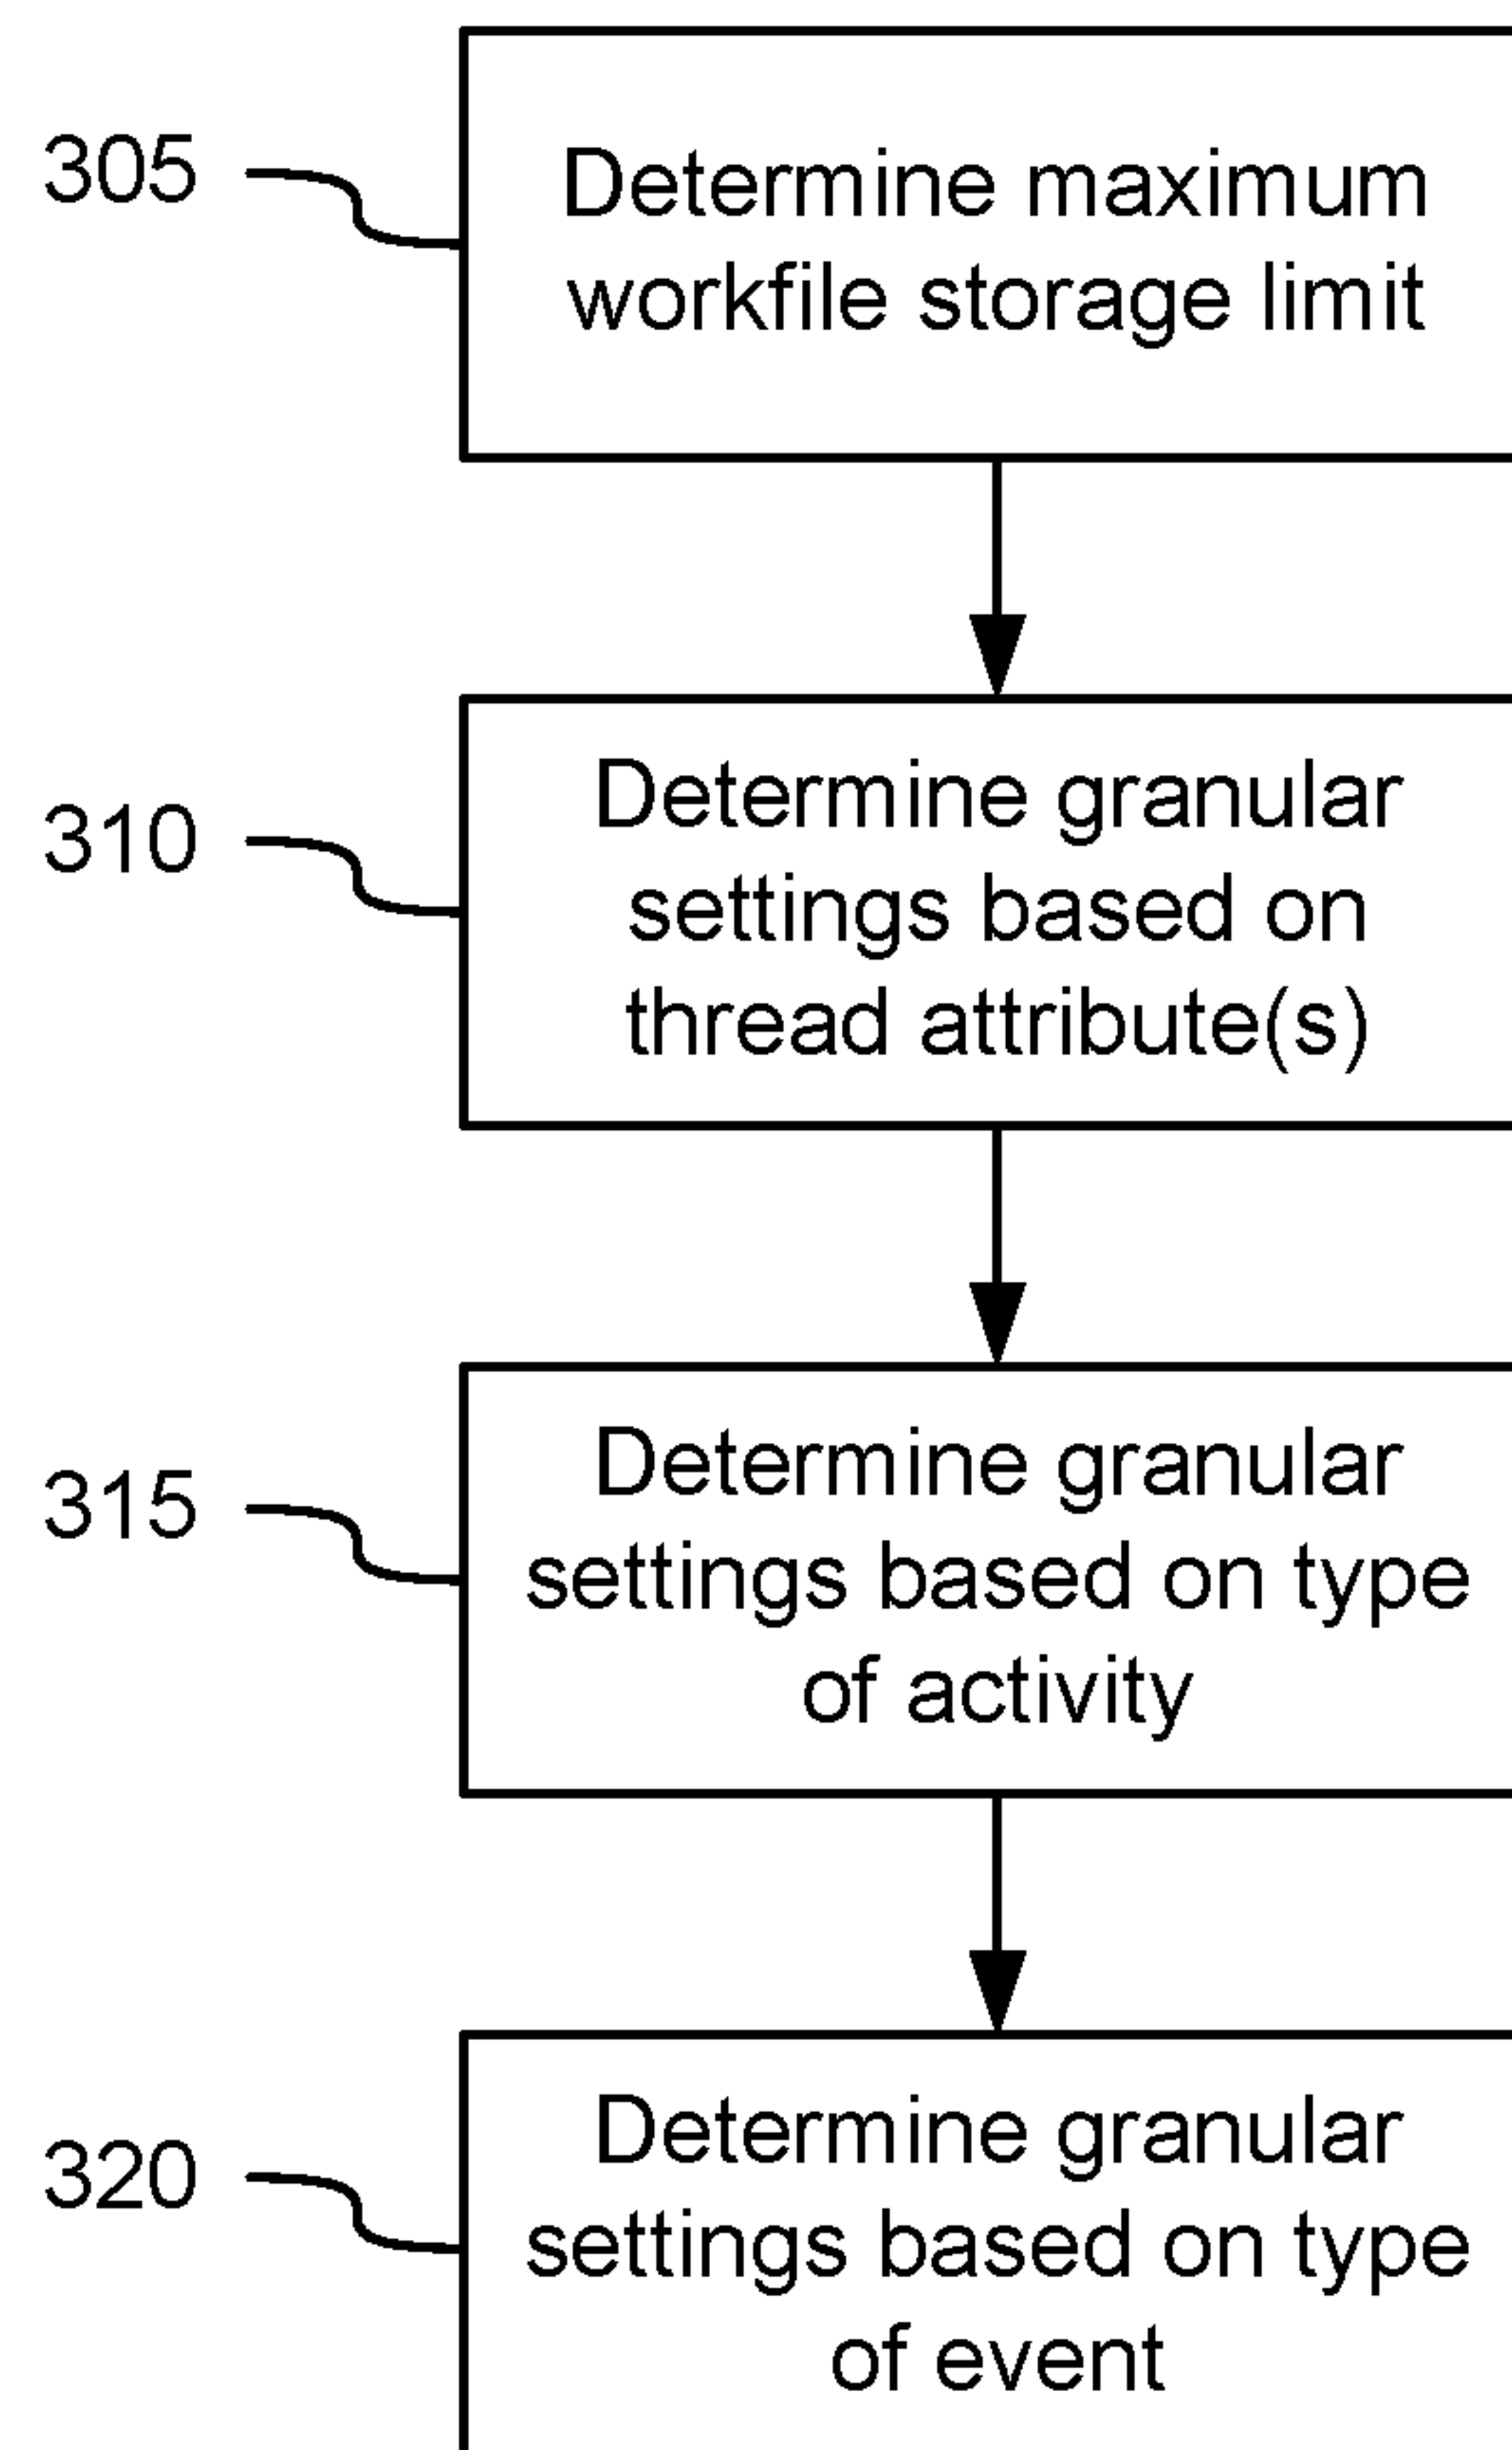 305
Determine maximum
workfile storage limit
310
Determine granular
settings based on
thread attribute(s)
315
Determine granular
settings based on type
of activity
320
Determine granular
settings based on type
of event